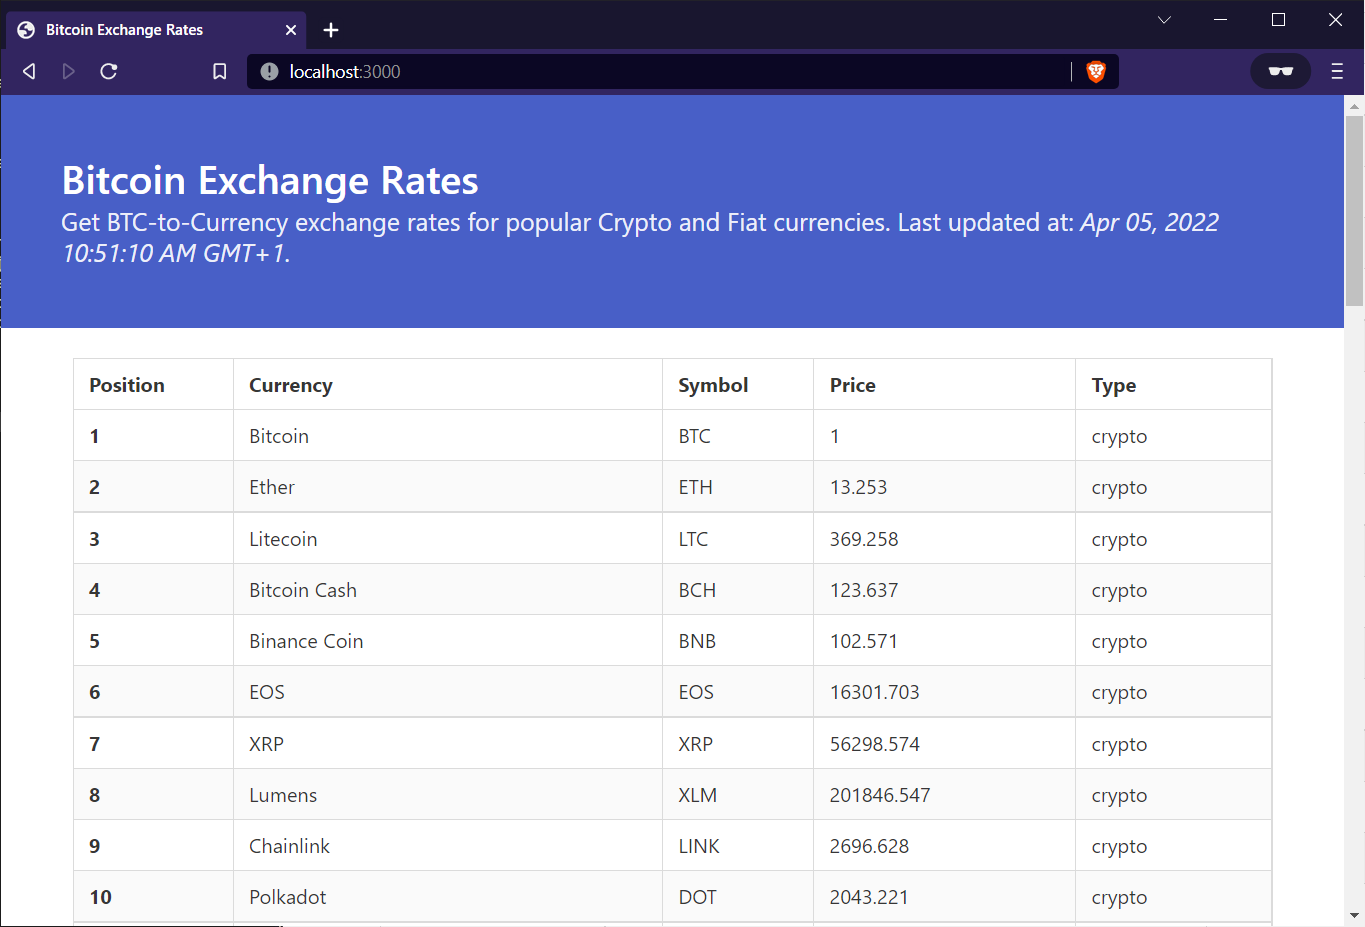 Bitcoin Exchange Rates
localhost:3000
Bitcoin Exchange Rates
Get BTC-to-Currency exchange rates for popular Crypto and Fiat currencies. Last updated at: Apr 05, 2022
10:51:10 AM GMT+1.
Position Currency Symbol Price Type
1 Bitcoin BTC 1 crypto
2 Ether ETH 13.253 crypto
3 Litecoin LTC 369.258 crypto
4 Bitcoin Cash BCH 123.637 crypto
5 Binance Coin BNB 102.571 crypto
6 EOS EOS 16301.703 crypto
7 XRP XRP 56298.574 crypto
8 Lumens XLM 201846.547 crypto
9 Chainlink LINK 2696.628 crypto
10 Polkadot DOT 2043.221 crypto